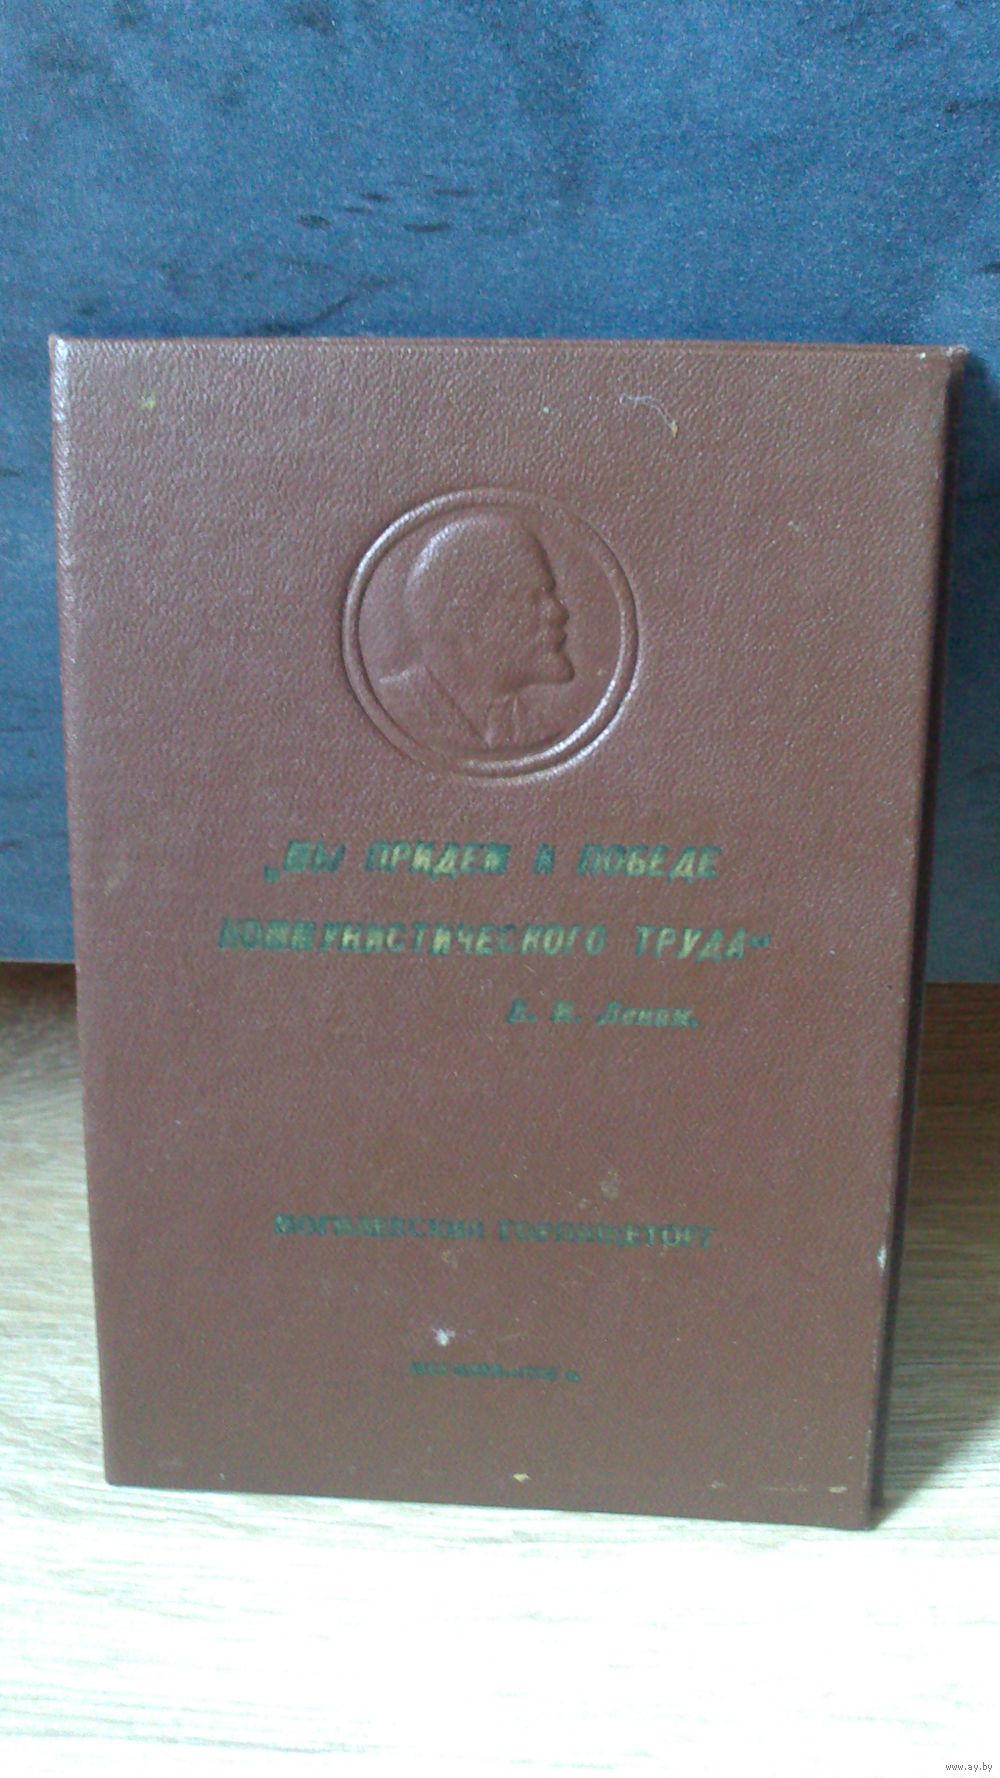 „МЫ ПРИДЕМ К ПОБЕДЕ
КОММУНИСТИЧЕСКОГО ТРУДА“
В. И. Ленин.
МОГИЛЕВСКИЙ ГОРПИЩЕТОРГ
www.ay.by